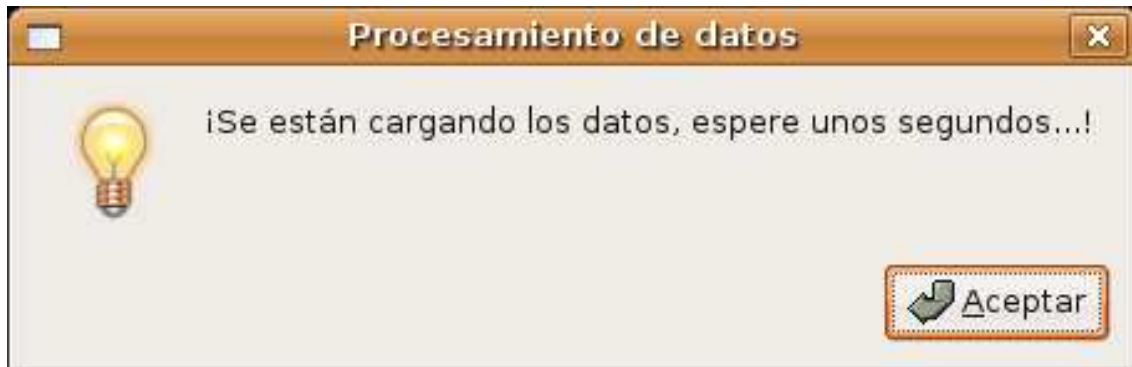 Procesamiento de datos
¡Se están cargando los datos, espere unos segundos...!
Aceptar